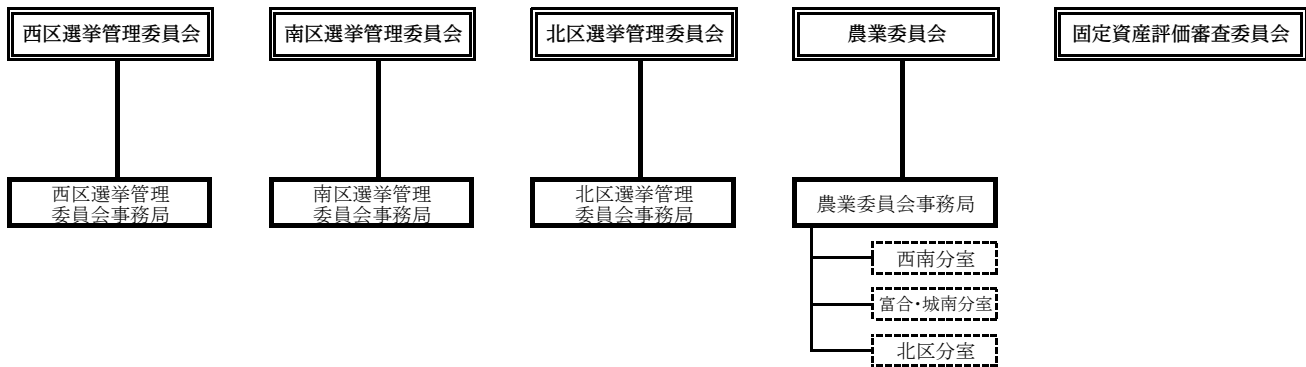 西区選挙管理委員会
南区選挙管理委員会
北区選挙管理委員会
農業委員会
固定資産評価審査委員会
西区選挙管理
委員会事務局
南区選挙管理
委員会事務局
北区選挙管理
委員会事務局
農業委員会事務局
西南分室
富合・城南分室
北区分室